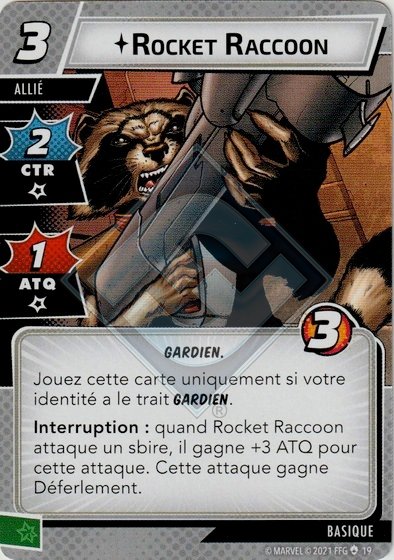 3
ROCKET RACCOON
ALLIÉ
2
CTR
1
ATQ
3
GARDIEN.
Jouez cette carte uniquement si votre
identité a le trait GARDIEN.
Interruption : quand Rocket Raccoon
attaque un sbire, il gagne +3 ATQ pour
cette attaque. Cette attaque gagne
Déferlement.
®
BASIQUE
© MARVEL © 2021 FFG 19